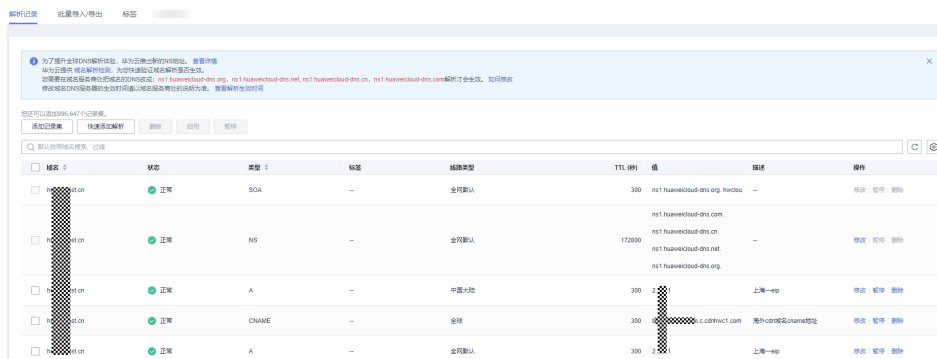 解析记录 批量导入/导出 标签
为了提升全球DNS解析体验，华为云推出新的NS地址。 查看详情
华为云提供 域名解析检测，为您快速验证域名解析是否生效。
您需要在域名服务商处把域名的DNS改成：ns1.huaweicloud-dns.org、ns1.huaweicloud-dns.net, ns1.huaweicloud-dns.cn、ns1.huaweicloud-dns.com解析才会生效。 如何修改
修改域名DNS服务器的生效时间请以域名服务商处的说明为准。 查看解析生效时间
您还可以添加995,647个记录集。
添加记录集 快速添加解析 删除 启用 暂停
默认按照域名搜索、过滤
域名 状态 类型 标签 线路类型 TTL (秒) 值 描述 操作
正常 SOA -- 全网默认 300 ns1.huaweicloud-dns.org. hwclou -- 修改 暂停 删除
ns1.huaweicloud-dns.com.
ns1.huaweicloud-dns.cn.
正常 NS -- 全网默认 172800 -- 修改 暂停 删除
ns1.huaweicloud-dns.net.
ns1.huaweicloud-dns.org.
st.cn 正常 A -- 中国大陆 300 上海—eip 修改 暂停 删除
st.cn 正常 CNAME -- 全球 300 .c.cdnhwc1.com 海外cdn域名cname地址 修改 暂停 删除
st.cn 正常 A -- 全网默认 300 上海—eip 修改 暂停 删除